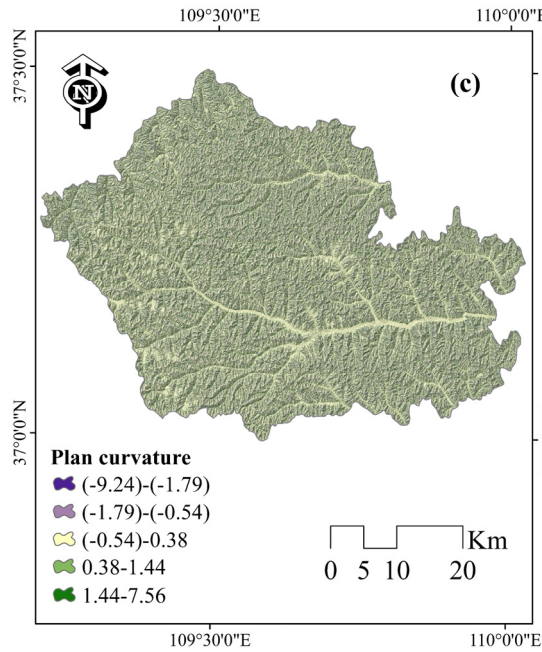 109°30'0"E 110°0'0"E
37°30'0"N
N
(c)
37°0'0"N
Plan curvature
(-9.24)-(-1.79)
(-1.79)-(-0.54)
(-0.54)-0.38
0.38-1.44
1.44-7.56
Km
0 5 10 20
109°30'0"E 110°0'0"E